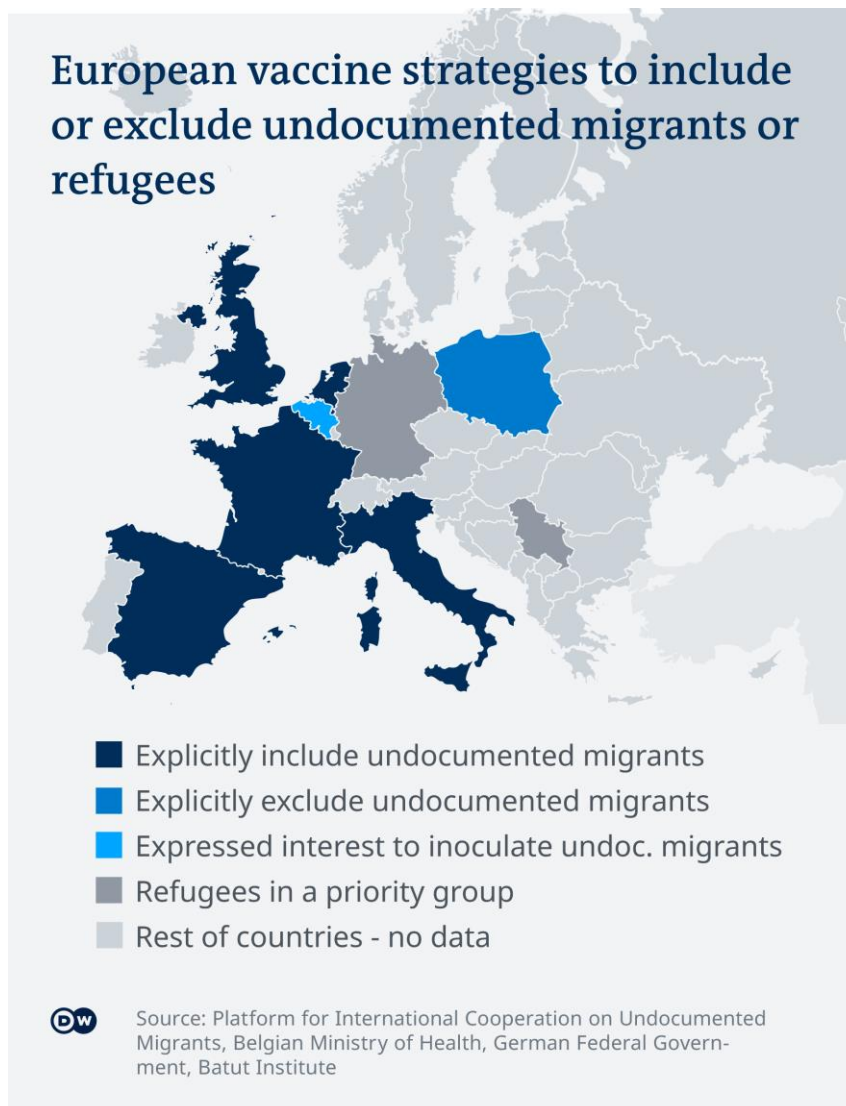 European vaccine strategies to include
or exclude undocumented migrants or
refugees
Explicitly include undocumented migrants
Explicitly exclude undocumented migrants
Expressed interest to inoculate undoc. migrants
Refugees in a priority group
Rest of countries - no data
DW
Source: Platform for International Cooperation on Undocumented
Migrants, Belgian Ministry of Health, German Federal Govern-
ment, Batut Institute